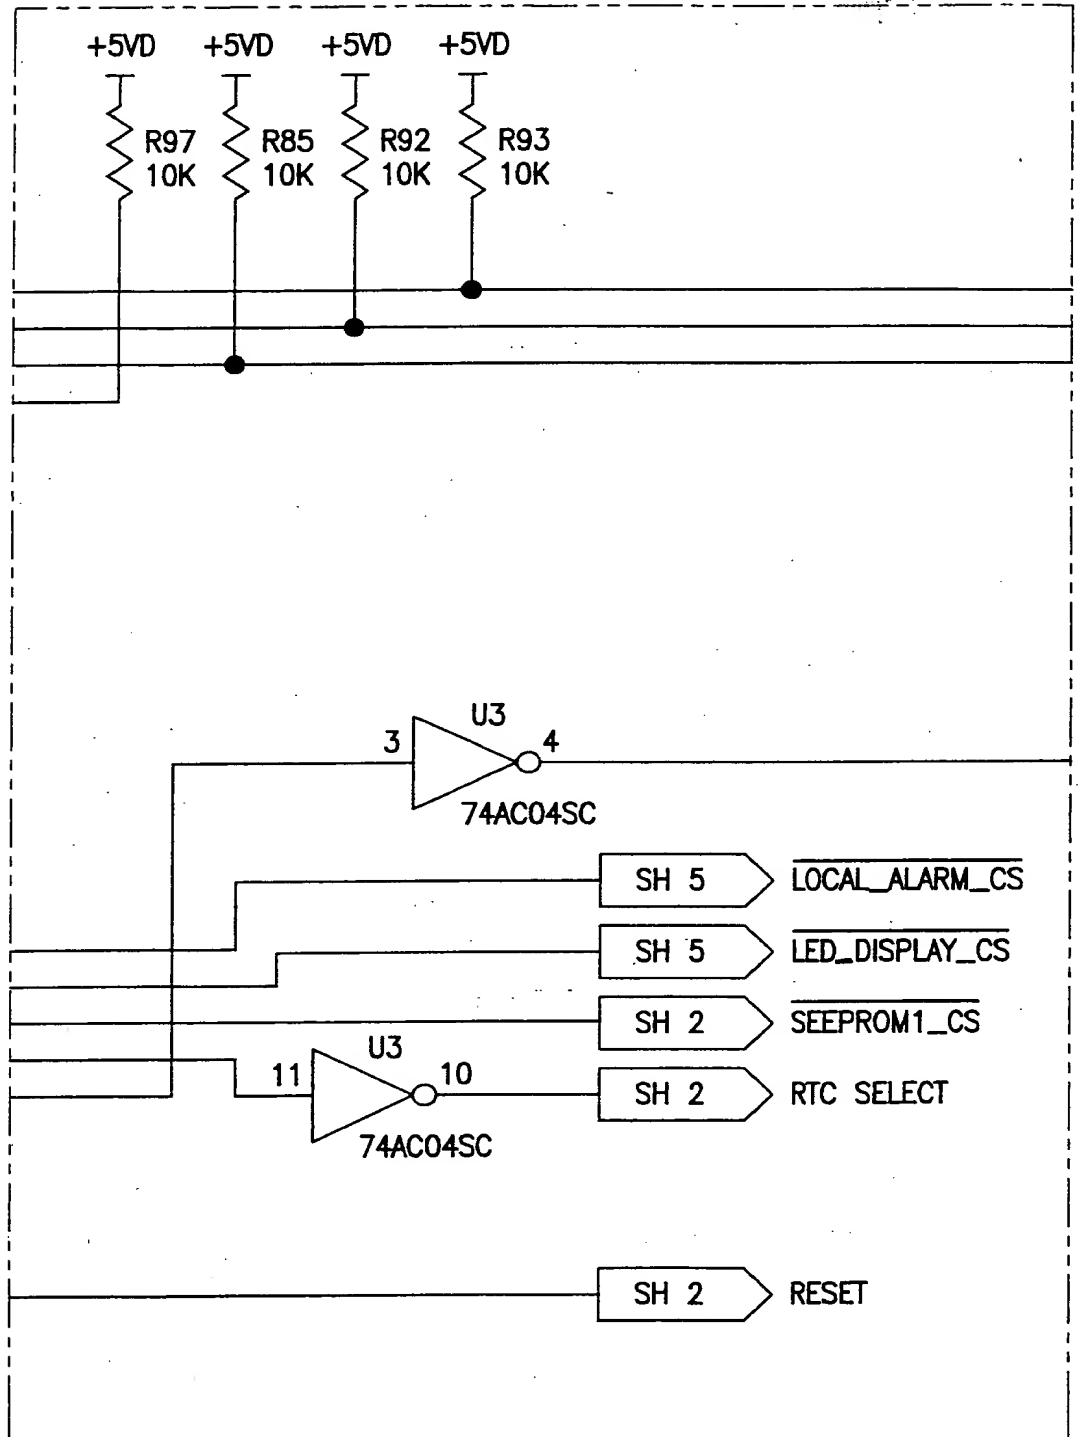 +5VD +5VD +5VD +5VD
R97 R85 R92 R93
10K 10K 10K 10K
U3
3 4
74AC04SC
SH 5 LOCAL_ALARM_CS
SH 5 LED_DISPLAY_CS
SH 2 SEEPROM1_CS
U3
11 10
SH 2 RTC SELECT
74AC04SC
SH 2 RESET